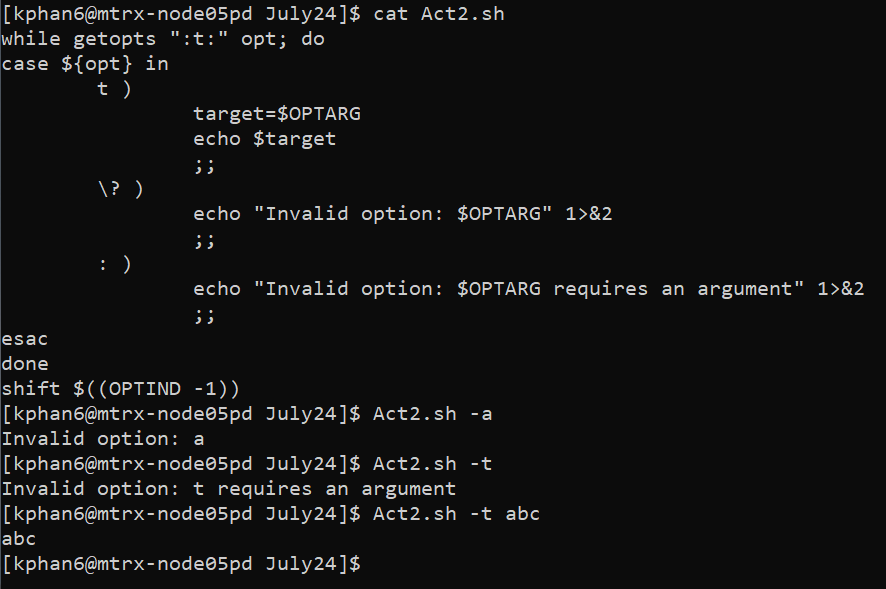 [kphan6@mtrx-node05pd July24]$ cat Act2.sh
while getopts ":t:" opt; do
case ${opt} in
        t )
                target=$OPTARG
                echo $target
                ;;
        \? )
                echo "Invalid option: $OPTARG" 1>&2
                ;;
        : )
                echo "Invalid option: $OPTARG requires an argument" 1>&2
                ;;
esac
done
shift $((OPTIND -1))
[kphan6@mtrx-node05pd July24]$ Act2.sh -a
Invalid option: a
[kphan6@mtrx-node05pd July24]$ Act2.sh -t
Invalid option: t requires an argument
[kphan6@mtrx-node05pd July24]$ Act2.sh -t abc
abc
[kphan6@mtrx-node05pd July24]$